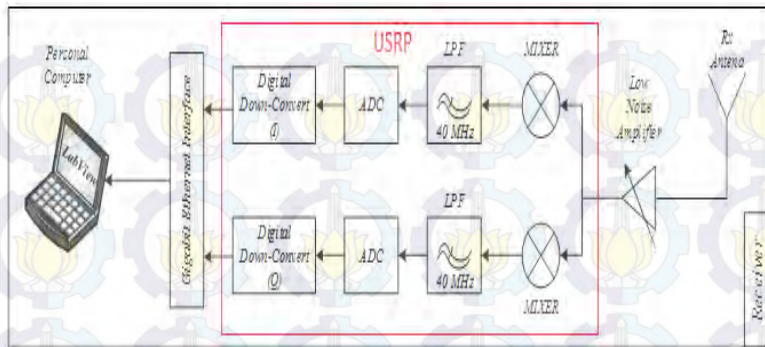 USRP
Personal
Computer
LabView
Gigabit Ethernet Interface
Digital
Down-Convert
(I)
ADC
LPF
40 MHz
MIXER
Low
Noise
Amplifier
Rx
Antena
Digital
Down-Convert
(Q)
ADC
LPF
40 MHz
MIXER
Receiver